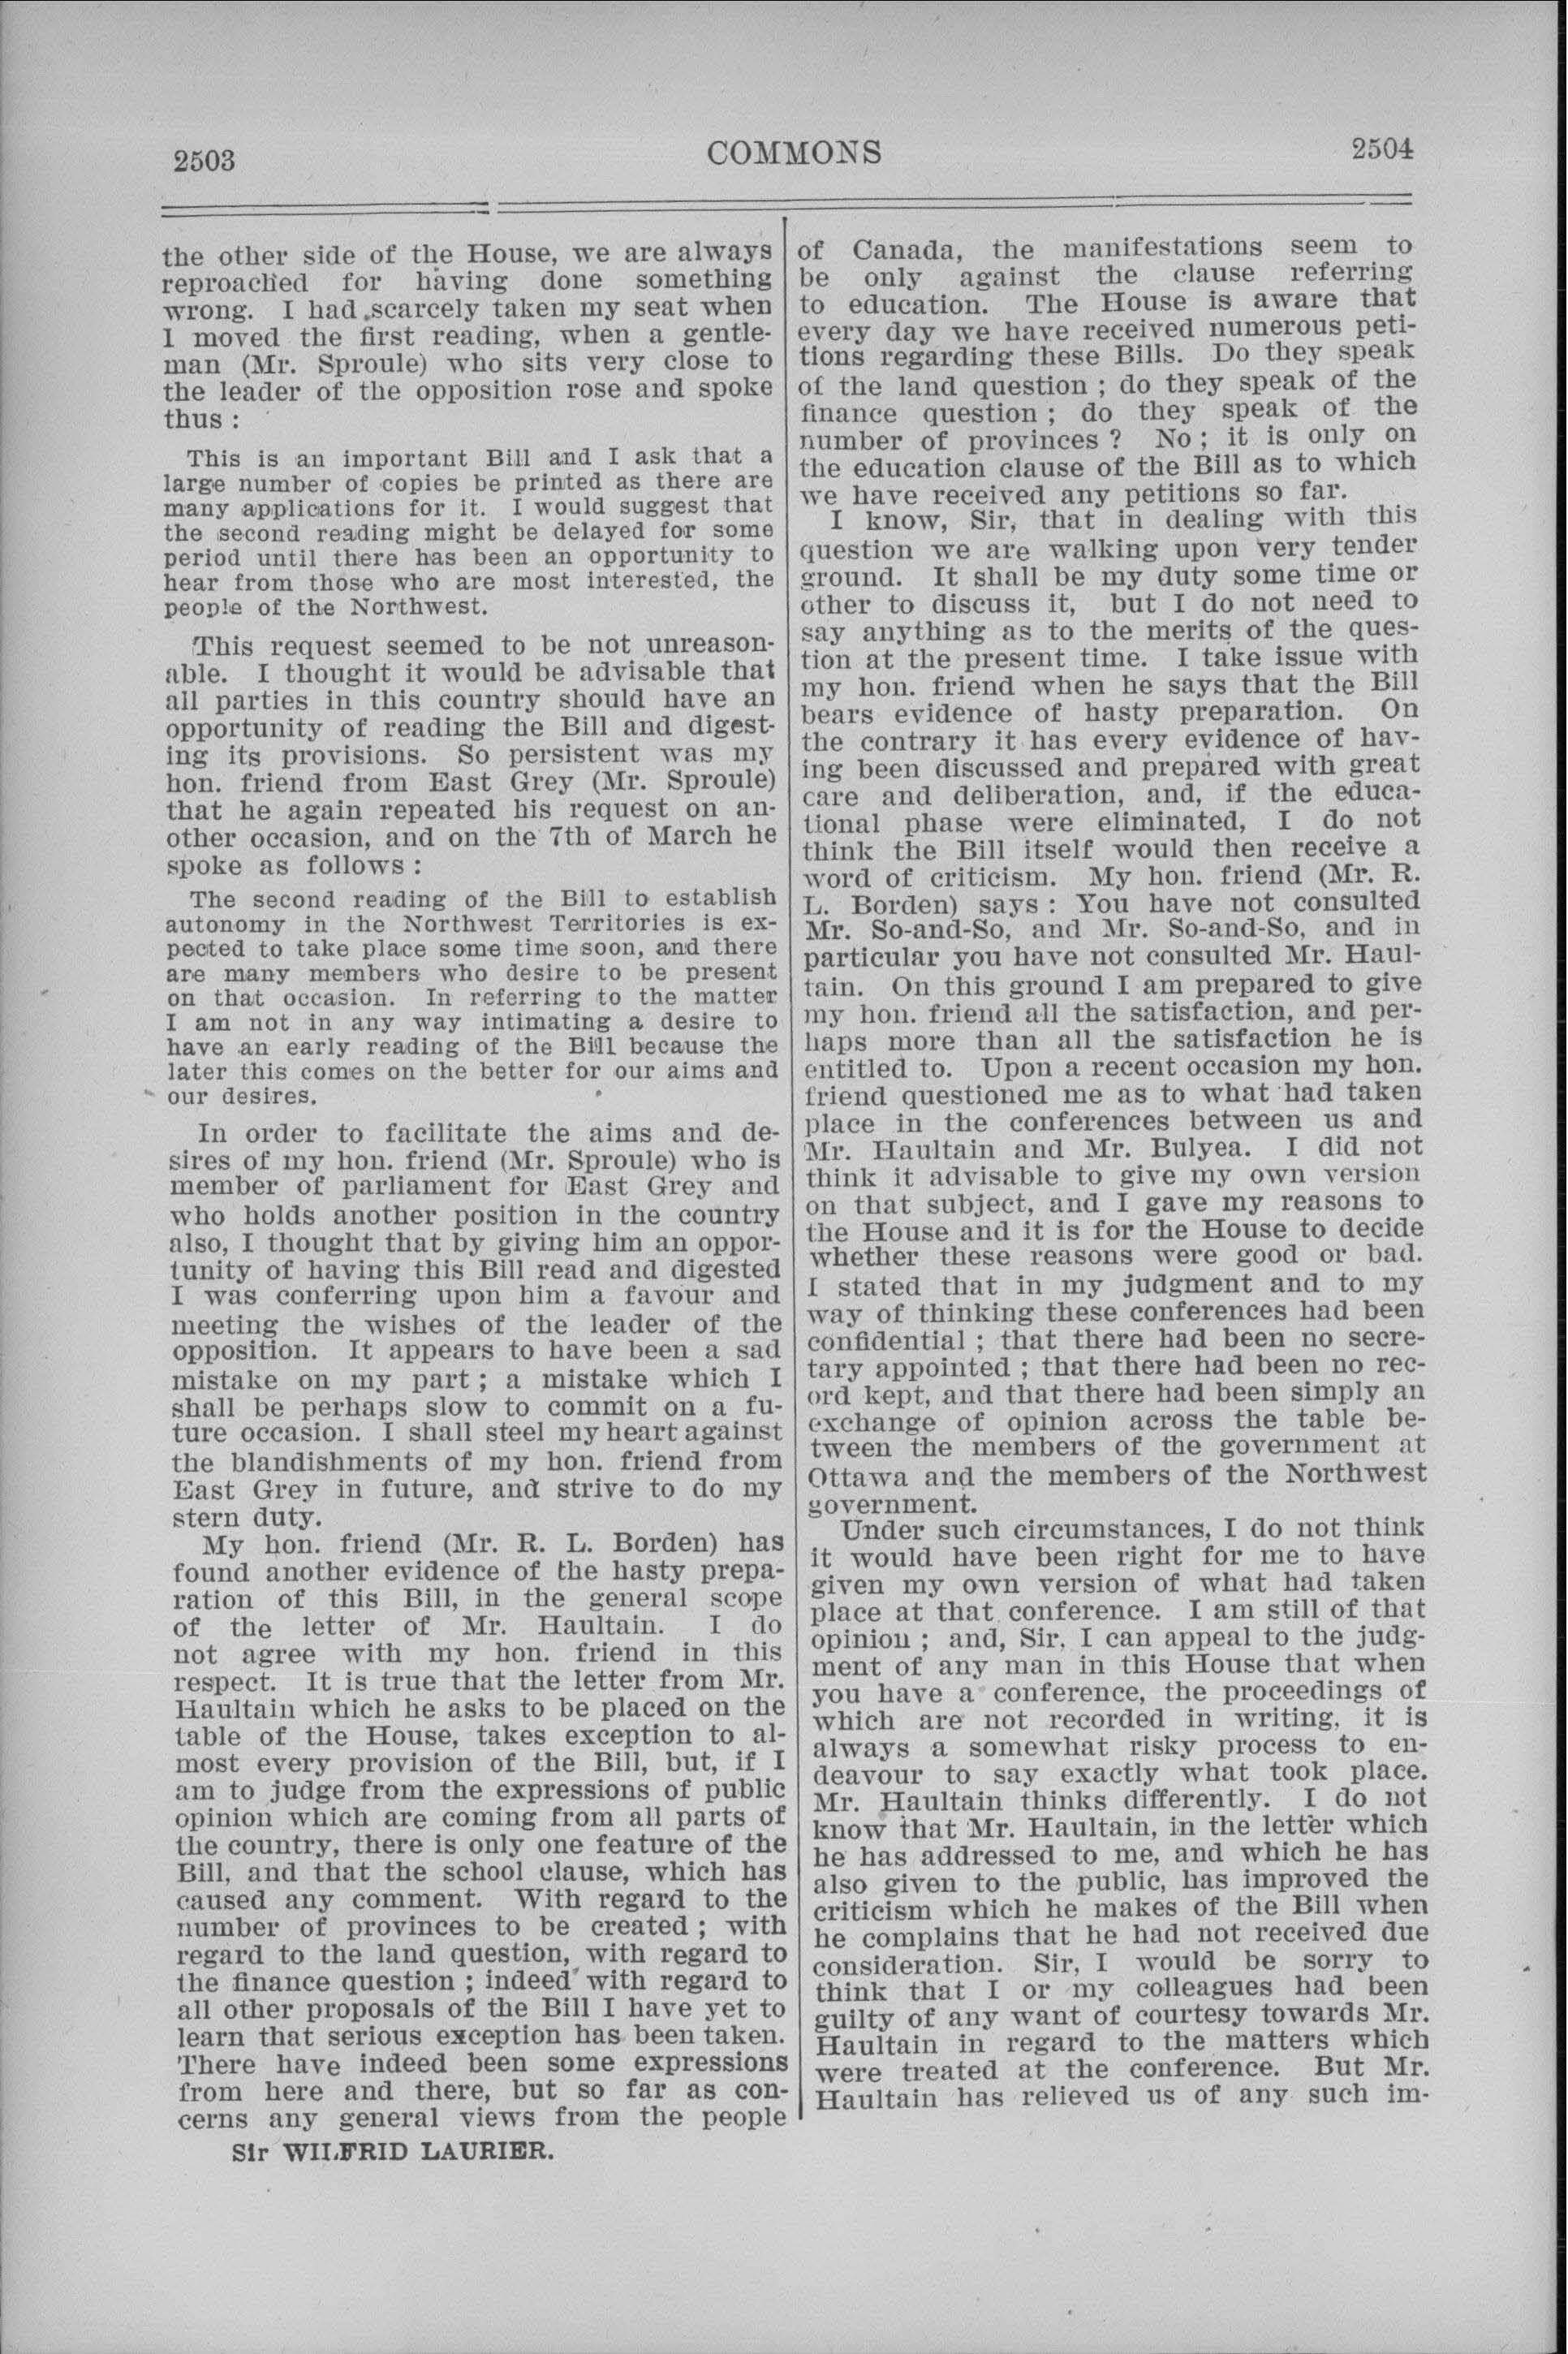 2503
COMMONS
2504
the other side of the House, we are always
reproached for having done something
wrong. I had scarcely taken my seat when
I moved the first reading, when a gentle-
man (Mr. Sproule) who sits very close to
the leader of the opposition rose and spoke
thus :
This is an important Bill and I ask that a
large number of copies be printed as there are
many applications for it. I would suggest that
the second reading might be delayed for some
period until there has been an opportunity to
hear from those who are most interested, the
people of the Northwest.
This request seemed to be not unreason-
able. I thought it would be advisable that
all parties in this country should have an
opportunity of reading the Bill and digest-
ing its provisions. So persistent was my
hon. friend from East Grey (Mr. Sproule)
that he again repeated his request on an-
other occasion, and on the 7th of March he
spoke as follows :
The second reading of the Bill to establish
autonomy in the Northwest Territories is ex-
pected to take place some time soon, and there
are many members who desire to be present
on that occasion. In referring to the matter
I am not in any way intimating a desire to
have an early reading of the Bill because the
later this comes on the better for our aims and
our desires.
In order to facilitate the aims and de-
sires of my hon. friend (Mr. Sproule) who is
member of parliament for East Grey and
who holds another position in the country
also, I thought that by giving him an oppor-
tunity of having this Bill read and digested
I was conferring upon him a favour and
meeting the wishes of the leader of the
opposition. It appears to have been a sad
mistake on my part ; a mistake which I
shall be perhaps slow to commit on a fu-
ture occasion. I shall steel my heart against
the blandishments of my hon. friend from
East Grey in future, and strive to do my
stern duty.
My hon. friend (Mr. R. L. Borden) has
found another evidence of the hasty prepa-
ration of this Bill, in the general scope
of the letter of Mr. Haultain. I do
not agree with my hon. friend in this
respect. It is true that the letter from Mr.
Haultain which he asks to be placed on the
table of the House, takes exception to al-
most every provision of the Bill, but, if I
am to judge from the expressions of public
opinion which are coming from all parts of
the country, there is only one feature of the
Bill, and that the school clause, which has
caused any comment. With regard to the
number of provinces to be created ; with
regard to the land question, with regard to
the finance question ; indeed with regard to
all other proposals of the Bill I have yet to
learn that serious exception has been taken.
There have indeed been some expressions
from here and there, but so far as con-
cerns any general views from the people
Sir WILFRID LAURIER.
of Canada, the manifestations seem to
be only against the clause referring
to education. The House is aware that
every day we have received numerous peti-
tions regarding these Bills. Do they speak
of the land question ; do they speak of the
finance question ; do they speak of the
number of provinces ? No ; it is only on
the education clause of the Bill as to which
we have received any petitions so far.
I know, Sir, that in dealing with this
question we are walking upon very tender
ground. It shall be my duty some time or
other to discuss it, but I do not need to
say anything as to the merits of the ques-
tion at the present time. I take issue with
my hon. friend when he says that the Bill
bears evidence of hasty preparation. On
the contrary it has every evidence of hav-
ing been discussed and prepared with great
care and deliberation, and, if the educa-
tional phase were eliminated, I do not
think the Bill itself would then receive a
word of criticism. My hon. friend (Mr. R.
L. Borden) says : You have not consulted
Mr. So-and-So, and Mr. So-and-So, and in
particular you have not consulted Mr. Haul-
tain. On this ground I am prepared to give
my hon. friend all the satisfaction, and per-
haps more than all the satisfaction he is
entitled to. Upon a recent occasion my hon.
friend questioned me as to what had taken
place in the conferences between us and
Mr. Haultain and Mr. Bulyea. I did not
think it advisable to give my own version
on that subject, and I gave my reasons to
the House and it is for the House to decide
whether these reasons were good or bad.
I stated that in my judgment and to my
way of thinking these conferences had been
confidential ; that there had been no secre-
tary appointed ; that there had been no rec-
ord kept, and that there had been simply an
exchange of opinion across the table be-
tween the members of the government at
Ottawa and the members of the Northwest
government.
Under such circumstances, I do not think
it would have been right for me to have
given my own version of what had taken
place at that conference. I am still of that
opinion ; and, Sir, I can appeal to the judg-
ment of any man in this House that when
you have a conference, the proceedings of
which are not recorded in writing, it is
always a somewhat risky process to en-
deavour to say exactly what took place.
Mr. Haultain thinks differently. I do not
know that Mr. Haultain, in the letter which
he has addressed to me, and which he has
also given to the public, has improved the
criticism which he makes of the Bill when
he complains that he had not received due
consideration. Sir, I would be sorry to
think that I or my colleagues had been
guilty of any want of courtesy towards Mr.
Haultain in regard to the matters which
were treated at the conference. But Mr.
Haultain has relieved us of any such im-